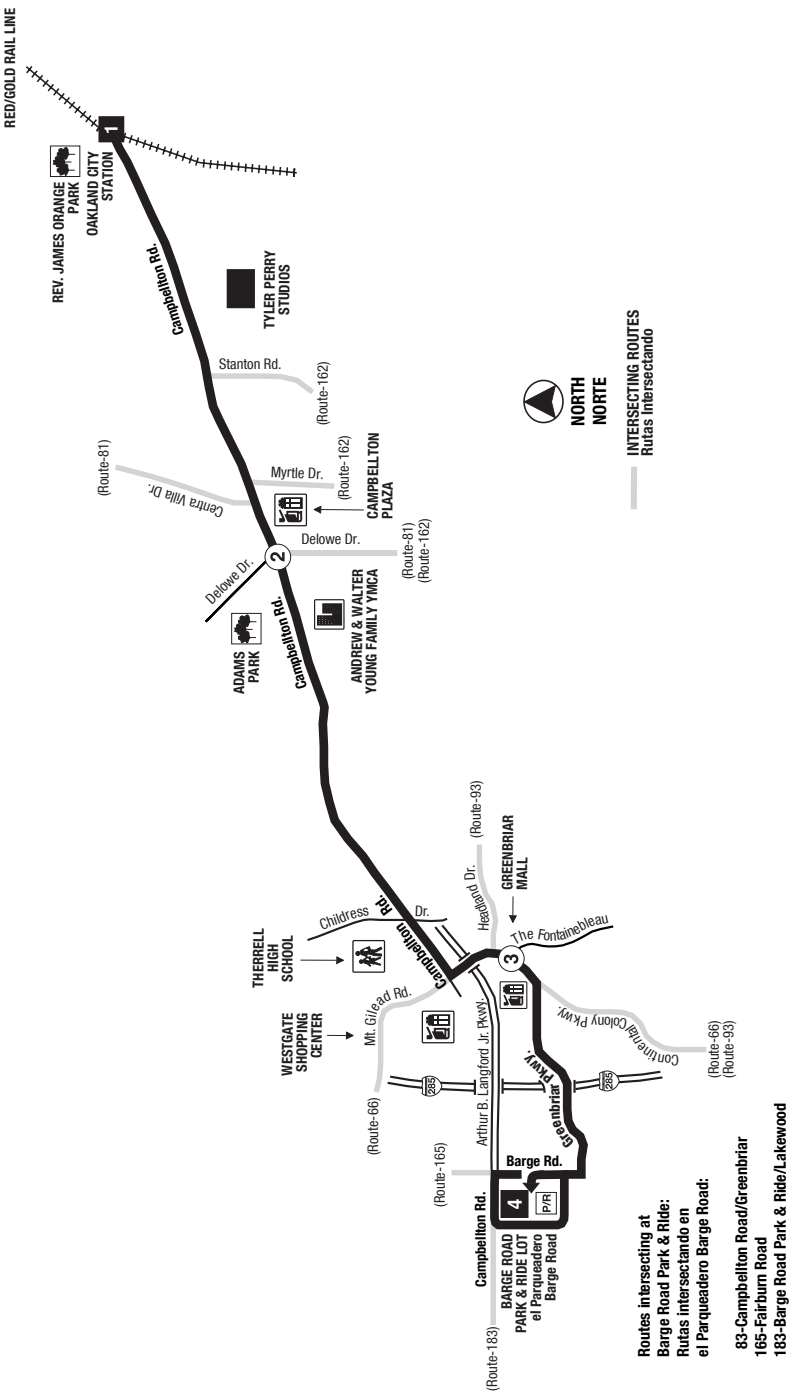 RED/GOLD RAIL LINE
REV. JAMES ORANGE
PARK
OAKLAND CITY
STATION
1
Campbellton Rd.
TYLER PERRY
STUDIOS
Stanton Rd.
(Route-162)
(Route-81)
Centra Villa Dr.
Myrtle Dr.
(Route-162)
CAMPBELLTON
PLAZA
Delowe Dr.
2
Delowe Dr.
(Route-81)
(Route-162)
ADAMS
PARK
Campbellton Rd.
ANDREW & WALTER
YOUNG FAMILY YMCA
NORTH
NORTE
INTERSECTING ROUTES
Rutas Intersectando
THERRELL
HIGH
SCHOOL
Childress Dr.
Campbellton Rd.
Headland Dr.
(Route-93)
GREENBRIAR
MALL
The Fontainebleau
3
WESTGATE
SHOPPING
CENTER
Mt. Gilead Rd.
(Route-66)
Arthur B. Langford Jr. Pkwy.
285
285
Greenbriar Pkwy.
Continental Colony Pkwy.
(Route-66)
(Route-93)
(Route-165)
Barge Rd.
Campbellton Rd.
4
P/R
BARGE ROAD
PARK & RIDE LOT
el Parqueadero
Barge Road
(Route-183)
Routes intersecting at
Barge Road Park & RIde:
Rutas intersectando en
el Parqueadero Barge Road:
83-Campbellton Road/Greenbriar
165-Fairburn Road
183-Barge Road Park & Ride/Lakewood